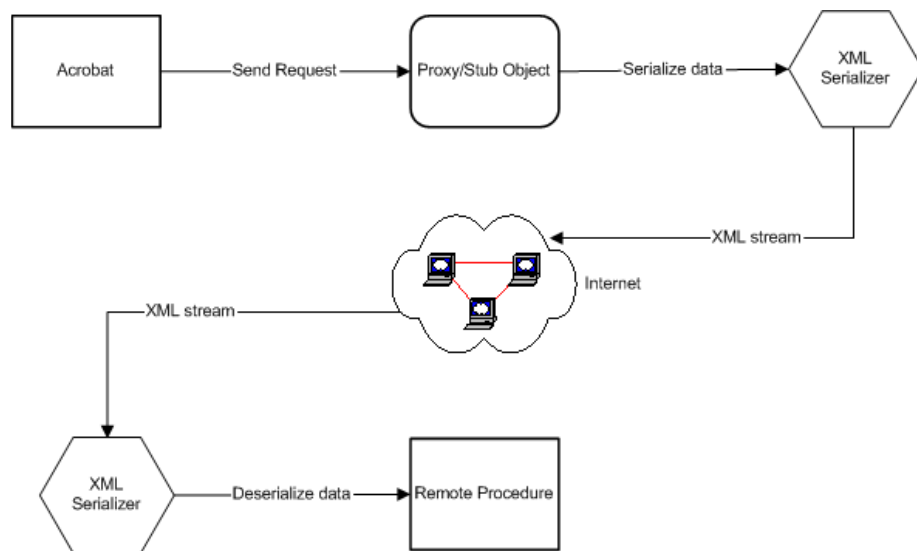 Acrobat
Send Request
Proxy/Stub Object
Serialize data
XML
Serializer
XML stream
Internet
XML stream
XML
Serializer
Deserialize data
Remote Procedure